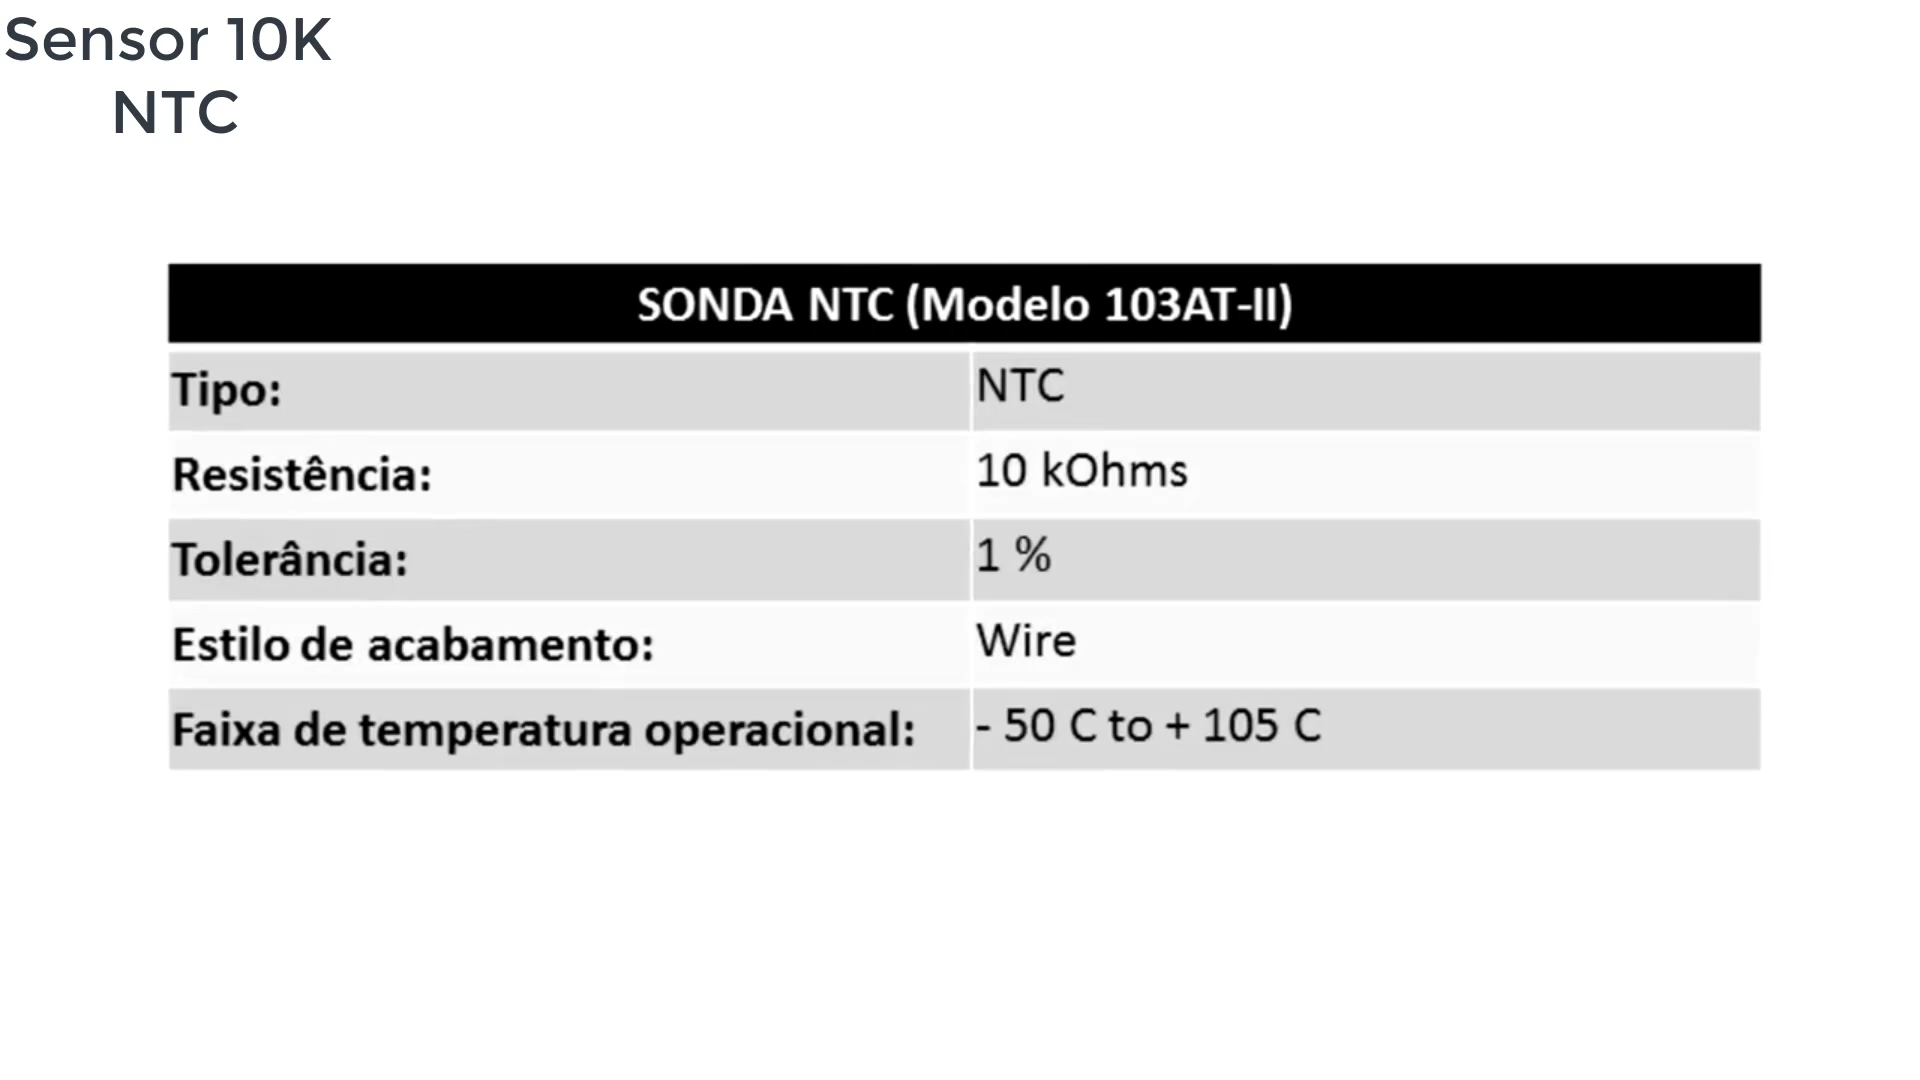 Sensor 10K
NTC
SONDA NTC (Modelo 103AT-II)
Tipo: NTC
Resistência: 10 kOhms
Tolerância: 1 %
Estilo de acabamento: Wire
Faixa de temperatura operacional: - 50 C to + 105 C